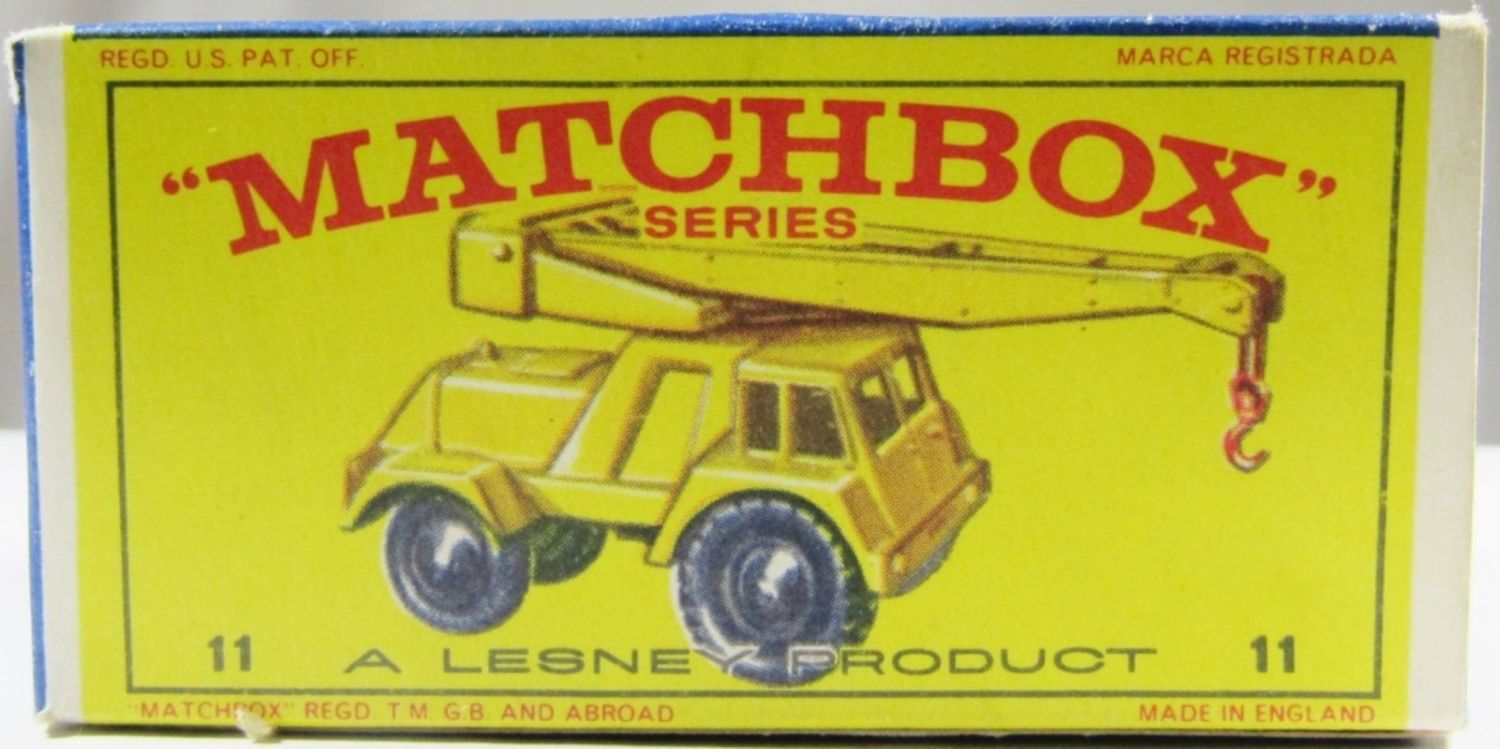 REGD. U.S. PAT. OFF.
MARCA REGISTRADA
"MATCHBOX"
SERIES
11 A LESNEY PRODUCT 11
"MATCHBOX" REGD. T.M. G.B. AND ABROAD
MADE IN ENGLAND